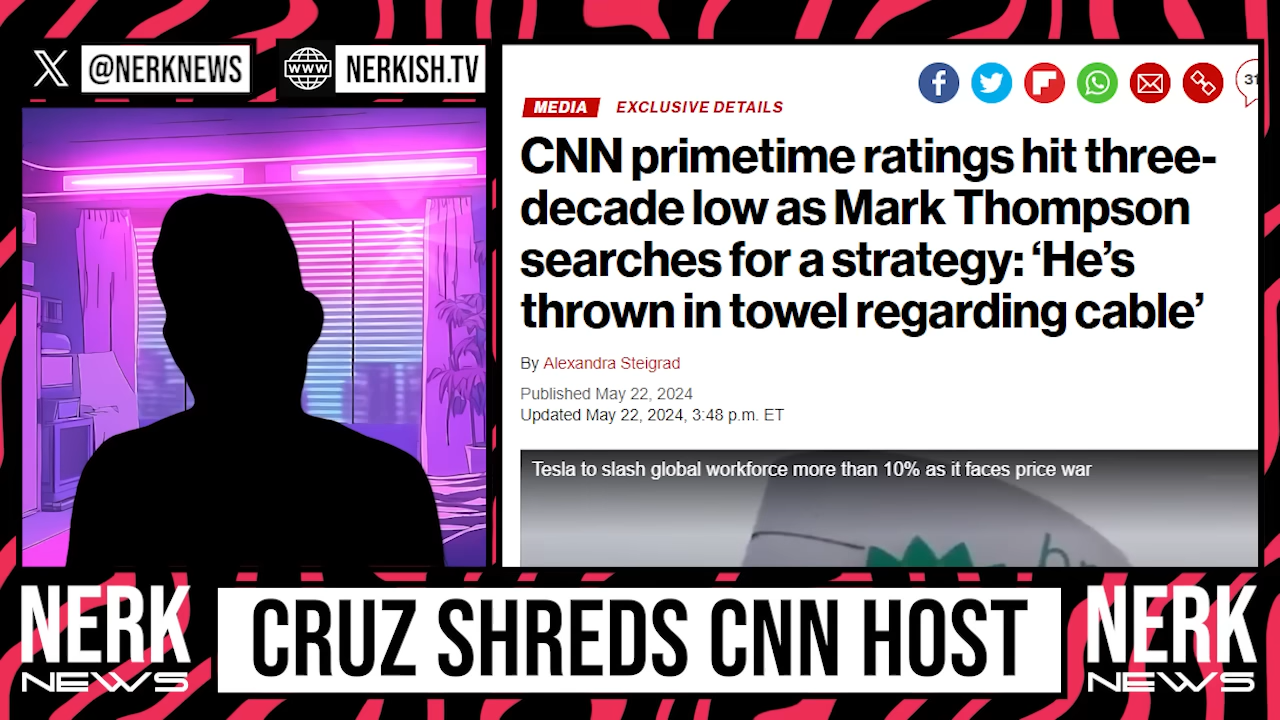 @NERKNEWS
WWW
NERKISH.TV
31
MEDIA EXCLUSIVE DETAILS
CNN primetime ratings hit three-
decade low as Mark Thompson
searches for a strategy: ‘He’s
thrown in towel regarding cable’
By Alexandra Steigrad
Published May 22, 2024
Updated May 22, 2024, 3:48 p.m. ET
Tesla to slash global workforce more than 10% as it faces price war
NERK
NEWS
CRUZ SHREDS CNN HOST
NERK
NEWS